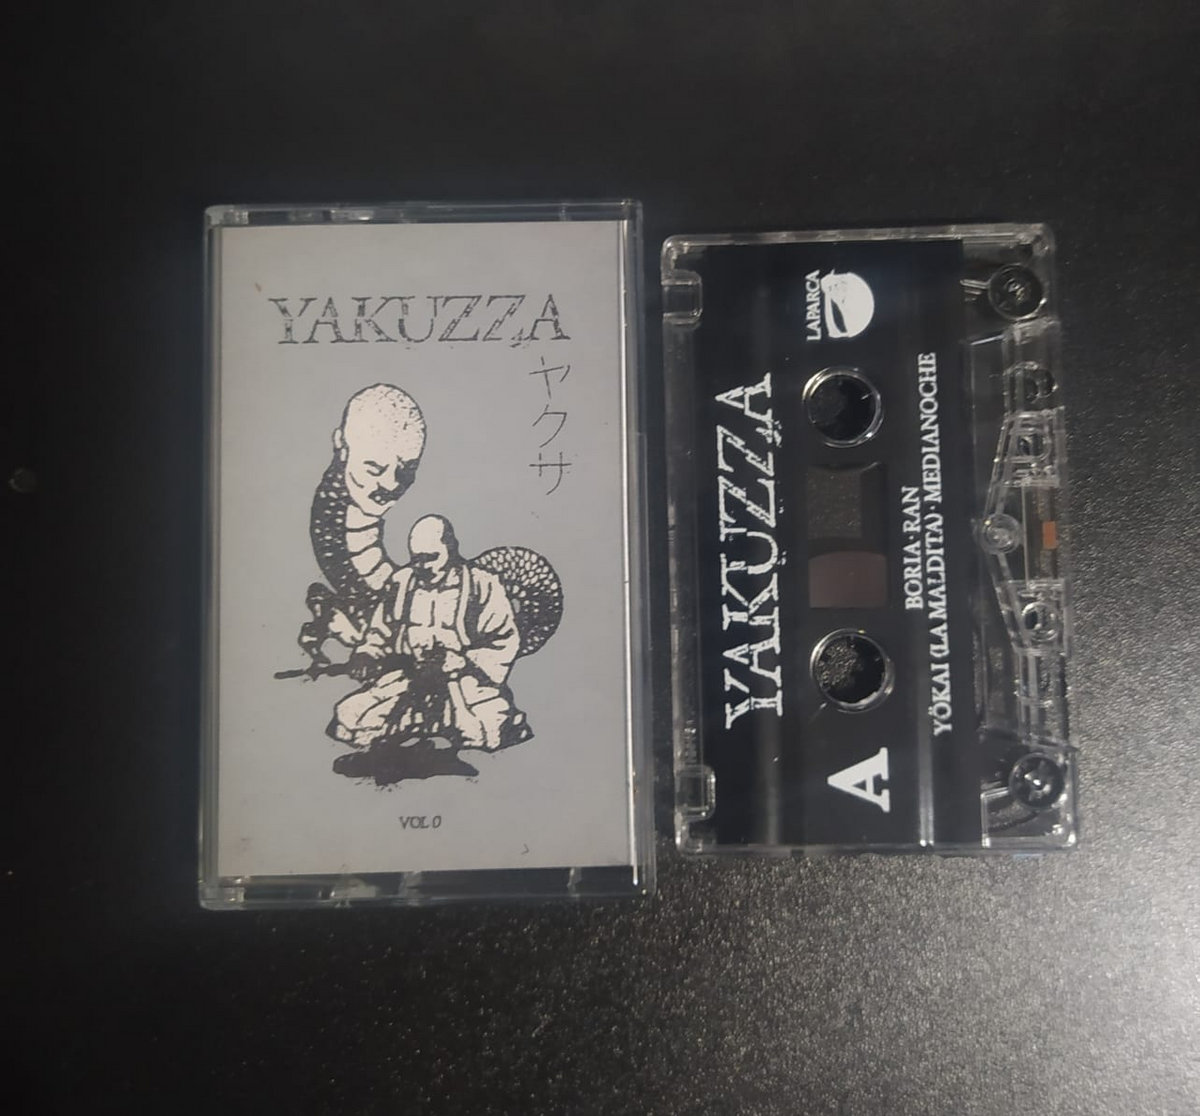 YAKUZZA
ヤクサ
VOL 0
LAPARCA
YAKUZZA
BORIA·RAN
YÖKAI (LA MALDITA)·MEDIANOCHE
A